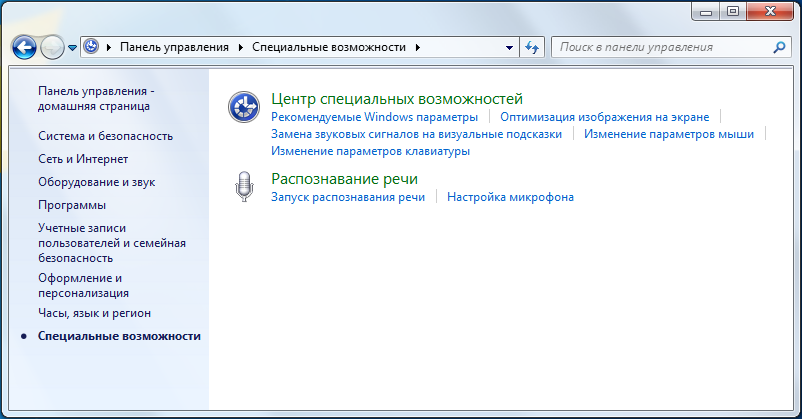 Панель управления
Специальные возможности
Поиск в панели управления
Панель управления -
домашняя страница
Система и безопасность
Сеть и Интернет
Оборудование и звук
Программы
Учетные записи
пользователей и семейная
безопасность
Оформление и
персонализация
Часы, язык и регион
Специальные возможности
Центр специальных возможностей
Рекомендуемые Windows параметры
Оптимизация изображения на экране
Замена звуковых сигналов на визуальные подсказки
Изменение параметров мыши
Изменение параметров клавиатуры
Распознавание речи
Запуск распознавания речи
Настройка микрофона